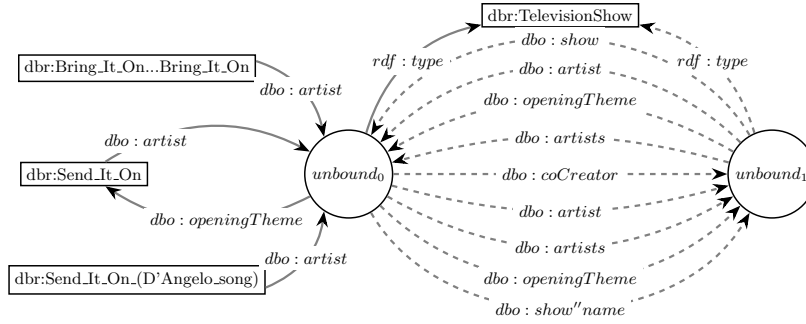 dbr:TelevisionShow
dbo : show
rdf : type
rdf : type
dbr:Bring_It_On...Bring_It_On
dbo : artist
dbo : artist
dbo : openingTheme
dbo : artist
dbo : artists
dbr:Send_It_On
unbound0
dbo : coCreator
unbound1
dbo : openingTheme
dbo : artist
dbo : artists
dbo : artist
dbr:Send_It_On_(D'Angelo_song)
dbo : openingTheme
dbo : show''name